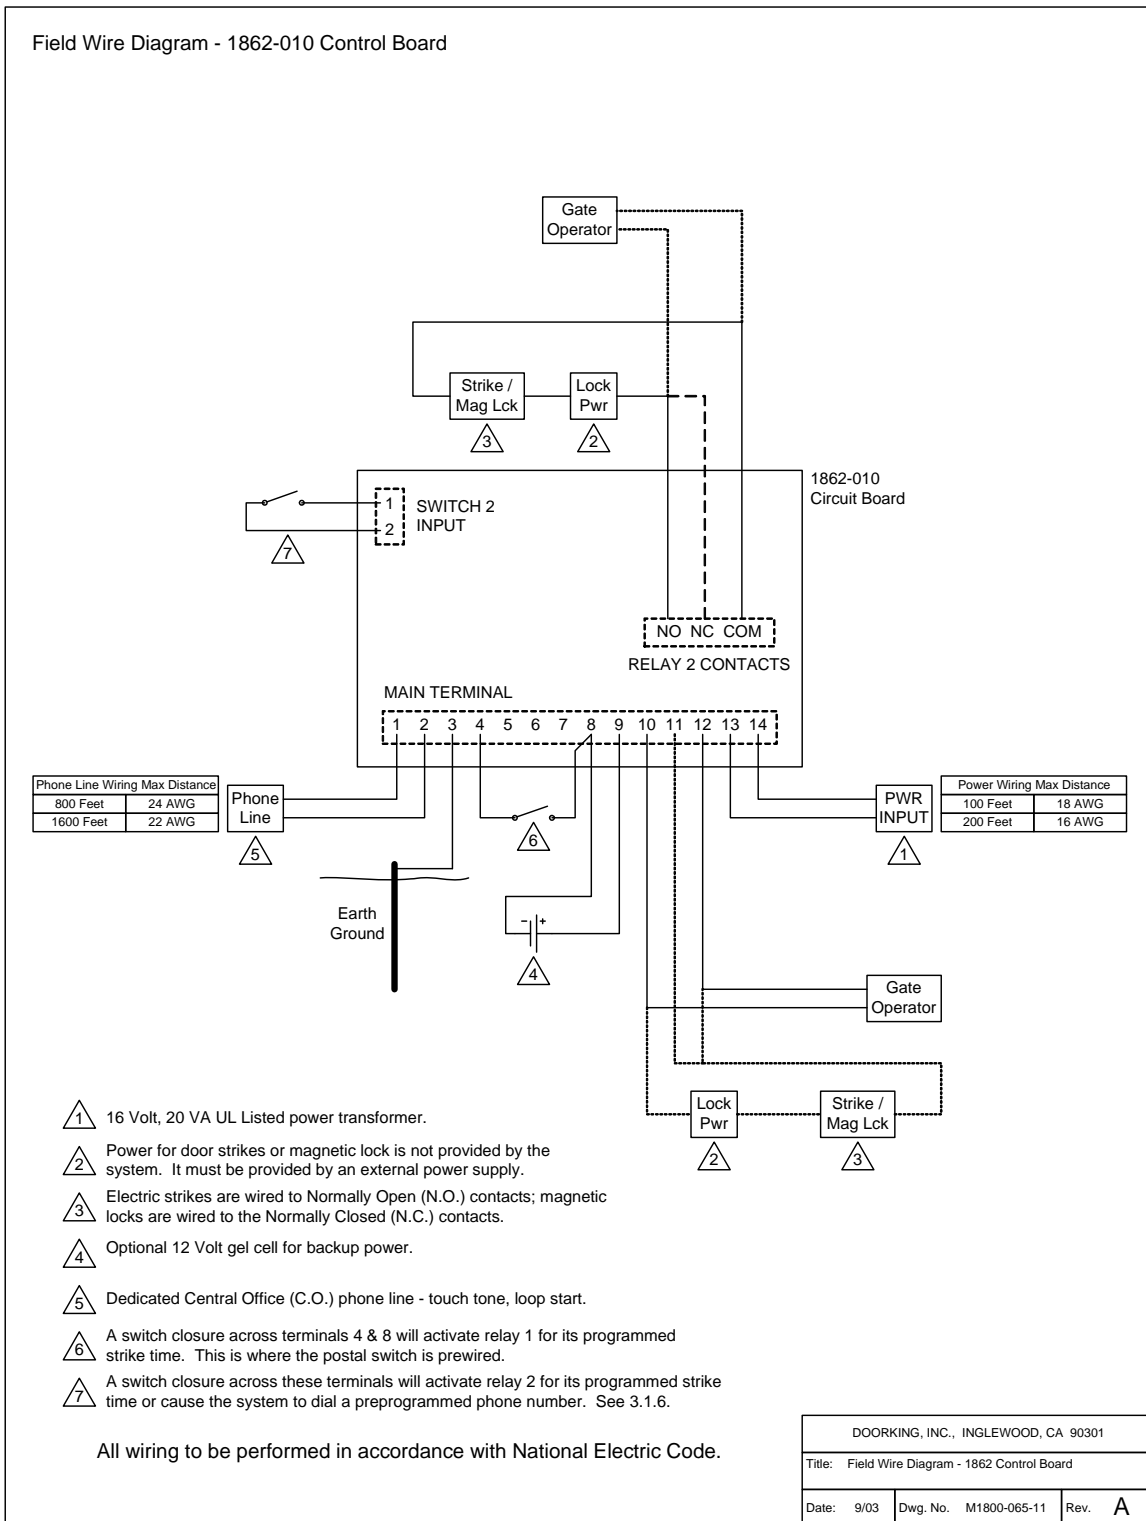 Field Wire Diagram - 1862-010 Control Board
Gate
Operator
Strike /
Mag Lck
Lock
Pwr
3
2
1862-010
Circuit Board
1
2
SWITCH 2
INPUT
7
NO NC COM
RELAY 2 CONTACTS
MAIN TERMINAL
1 2 3 4 5 6 7 8 9 10 11 12 13 14
Phone Line Wiring Max Distance
800 Feet 24 AWG
1600 Feet 22 AWG
Phone
Line
5
6
PWR
INPUT
1
Power Wiring Max Distance
100 Feet 18 AWG
200 Feet 16 AWG
Earth
Ground
- +
4
Gate
Operator
Lock
Pwr
2
Strike /
Mag Lck
3
1 16 Volt, 20 VA UL Listed power transformer.
2 Power for door strikes or magnetic lock is not provided by the
system. It must be provided by an external power supply.
3 Electric strikes are wired to Normally Open (N.O.) contacts; magnetic
locks are wired to the Normally Closed (N.C.) contacts.
4 Optional 12 Volt gel cell for backup power.
5 Dedicated Central Office (C.O.) phone line - touch tone, loop start.
6 A switch closure across terminals 4 & 8 will activate relay 1 for its programmed
strike time. This is where the postal switch is prewired.
7 A switch closure across these terminals will activate relay 2 for its programmed strike
time or cause the system to dial a preprogrammed phone number. See 3.1.6.
All wiring to be performed in accordance with National Electric Code.
DOORKING, INC., INGLEWOOD, CA 90301
Title: Field Wire Diagram - 1862 Control Board
Date: 9/03 Dwg. No. M1800-065-11 Rev. A